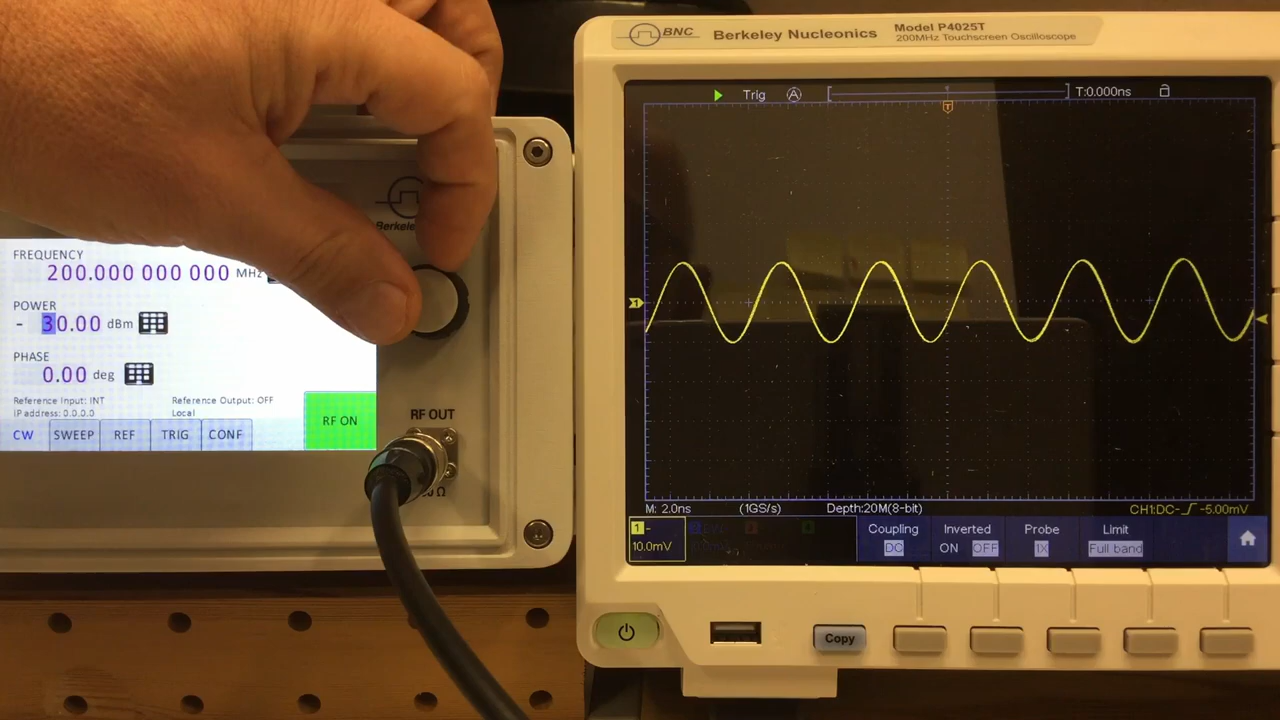 BNC Berkeley Nucleonics Model P4025T
200MHz Touchscreen Oscilloscope
Trig A T T:0.000ns
Berkele
FREQUENCY
200.000 000 000 MHz
POWER
- 30.00 dBm
PHASE
0.00 deg
Reference Input: INT Reference Output: OFF
IP address: 0.0.0.0 Local
RF ON
CW SWEEP REF TRIG CONF
RF OUT
Ω
1
M: 2.0ns (1GS/s) Depth:20M(8-bit) CH1:DC- -5.00mV
1 -
10.0mV
Coupling Inverted Probe Limit
DC ON OFF 1X Full band
Copy